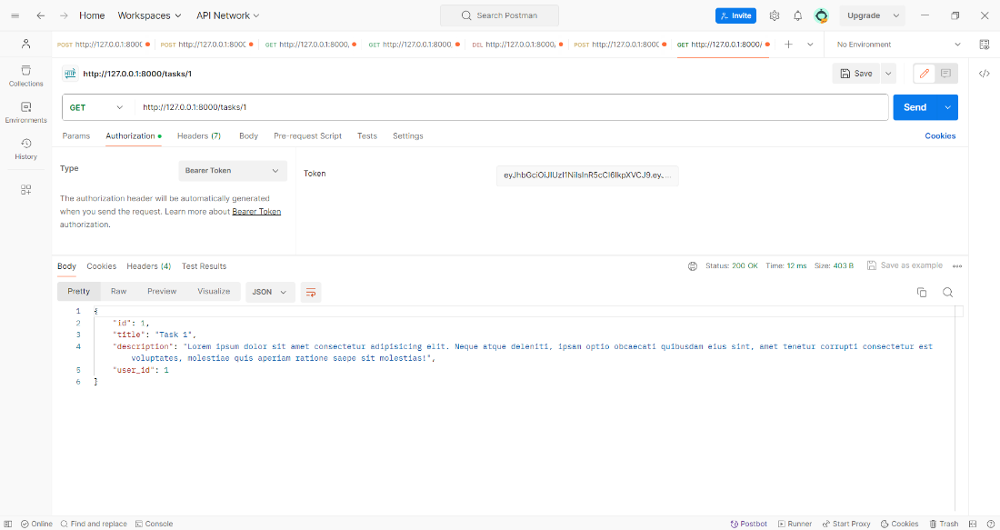 Home Workspaces API Network Search Postman Invite Upgrade
POST http://127.0.0.1:8000 POST http://127.0.0.1:8000 GET http://127.0.0.1:8000, GET http://127.0.0.1:8000, DEL http://127.0.0.1:8000, POST http://127.0.0.1:8000 GET http://127.0.0.1:8000/ No Environment
HTTP http://127.0.0.1:8000/tasks/1 Save
Collections
GET http://127.0.0.1:8000/tasks/1 Send
Environments
Params Authorization Headers (7) Body Pre-request Script Tests Settings Cookies
History
Type Bearer Token Token
The authorization header will be automatically generated
when you send the request. Learn more about Bearer Token
authorization.
Body Cookies Headers (4) Test Results Status: 200 OK Time: 12 ms Size: 403 B Save as example
Pretty Raw Preview Visualize JSON
1 {
2 "id": 1,
3 "title": "Task 1",
4 "description": "Lorem ipsum dolor sit amet consectetur adipisicing elit. Neque atque deleniti, ipsam optio obcaecati quibusdam eius sint, amet tenetur corrupti consectetur est
voluptates, molestiae quis aperiam ratione saepe sit molestias!",
5 "user_id": 1
6 }
Online Find and replace Console Postbot Runner Start Proxy Cookies Trash